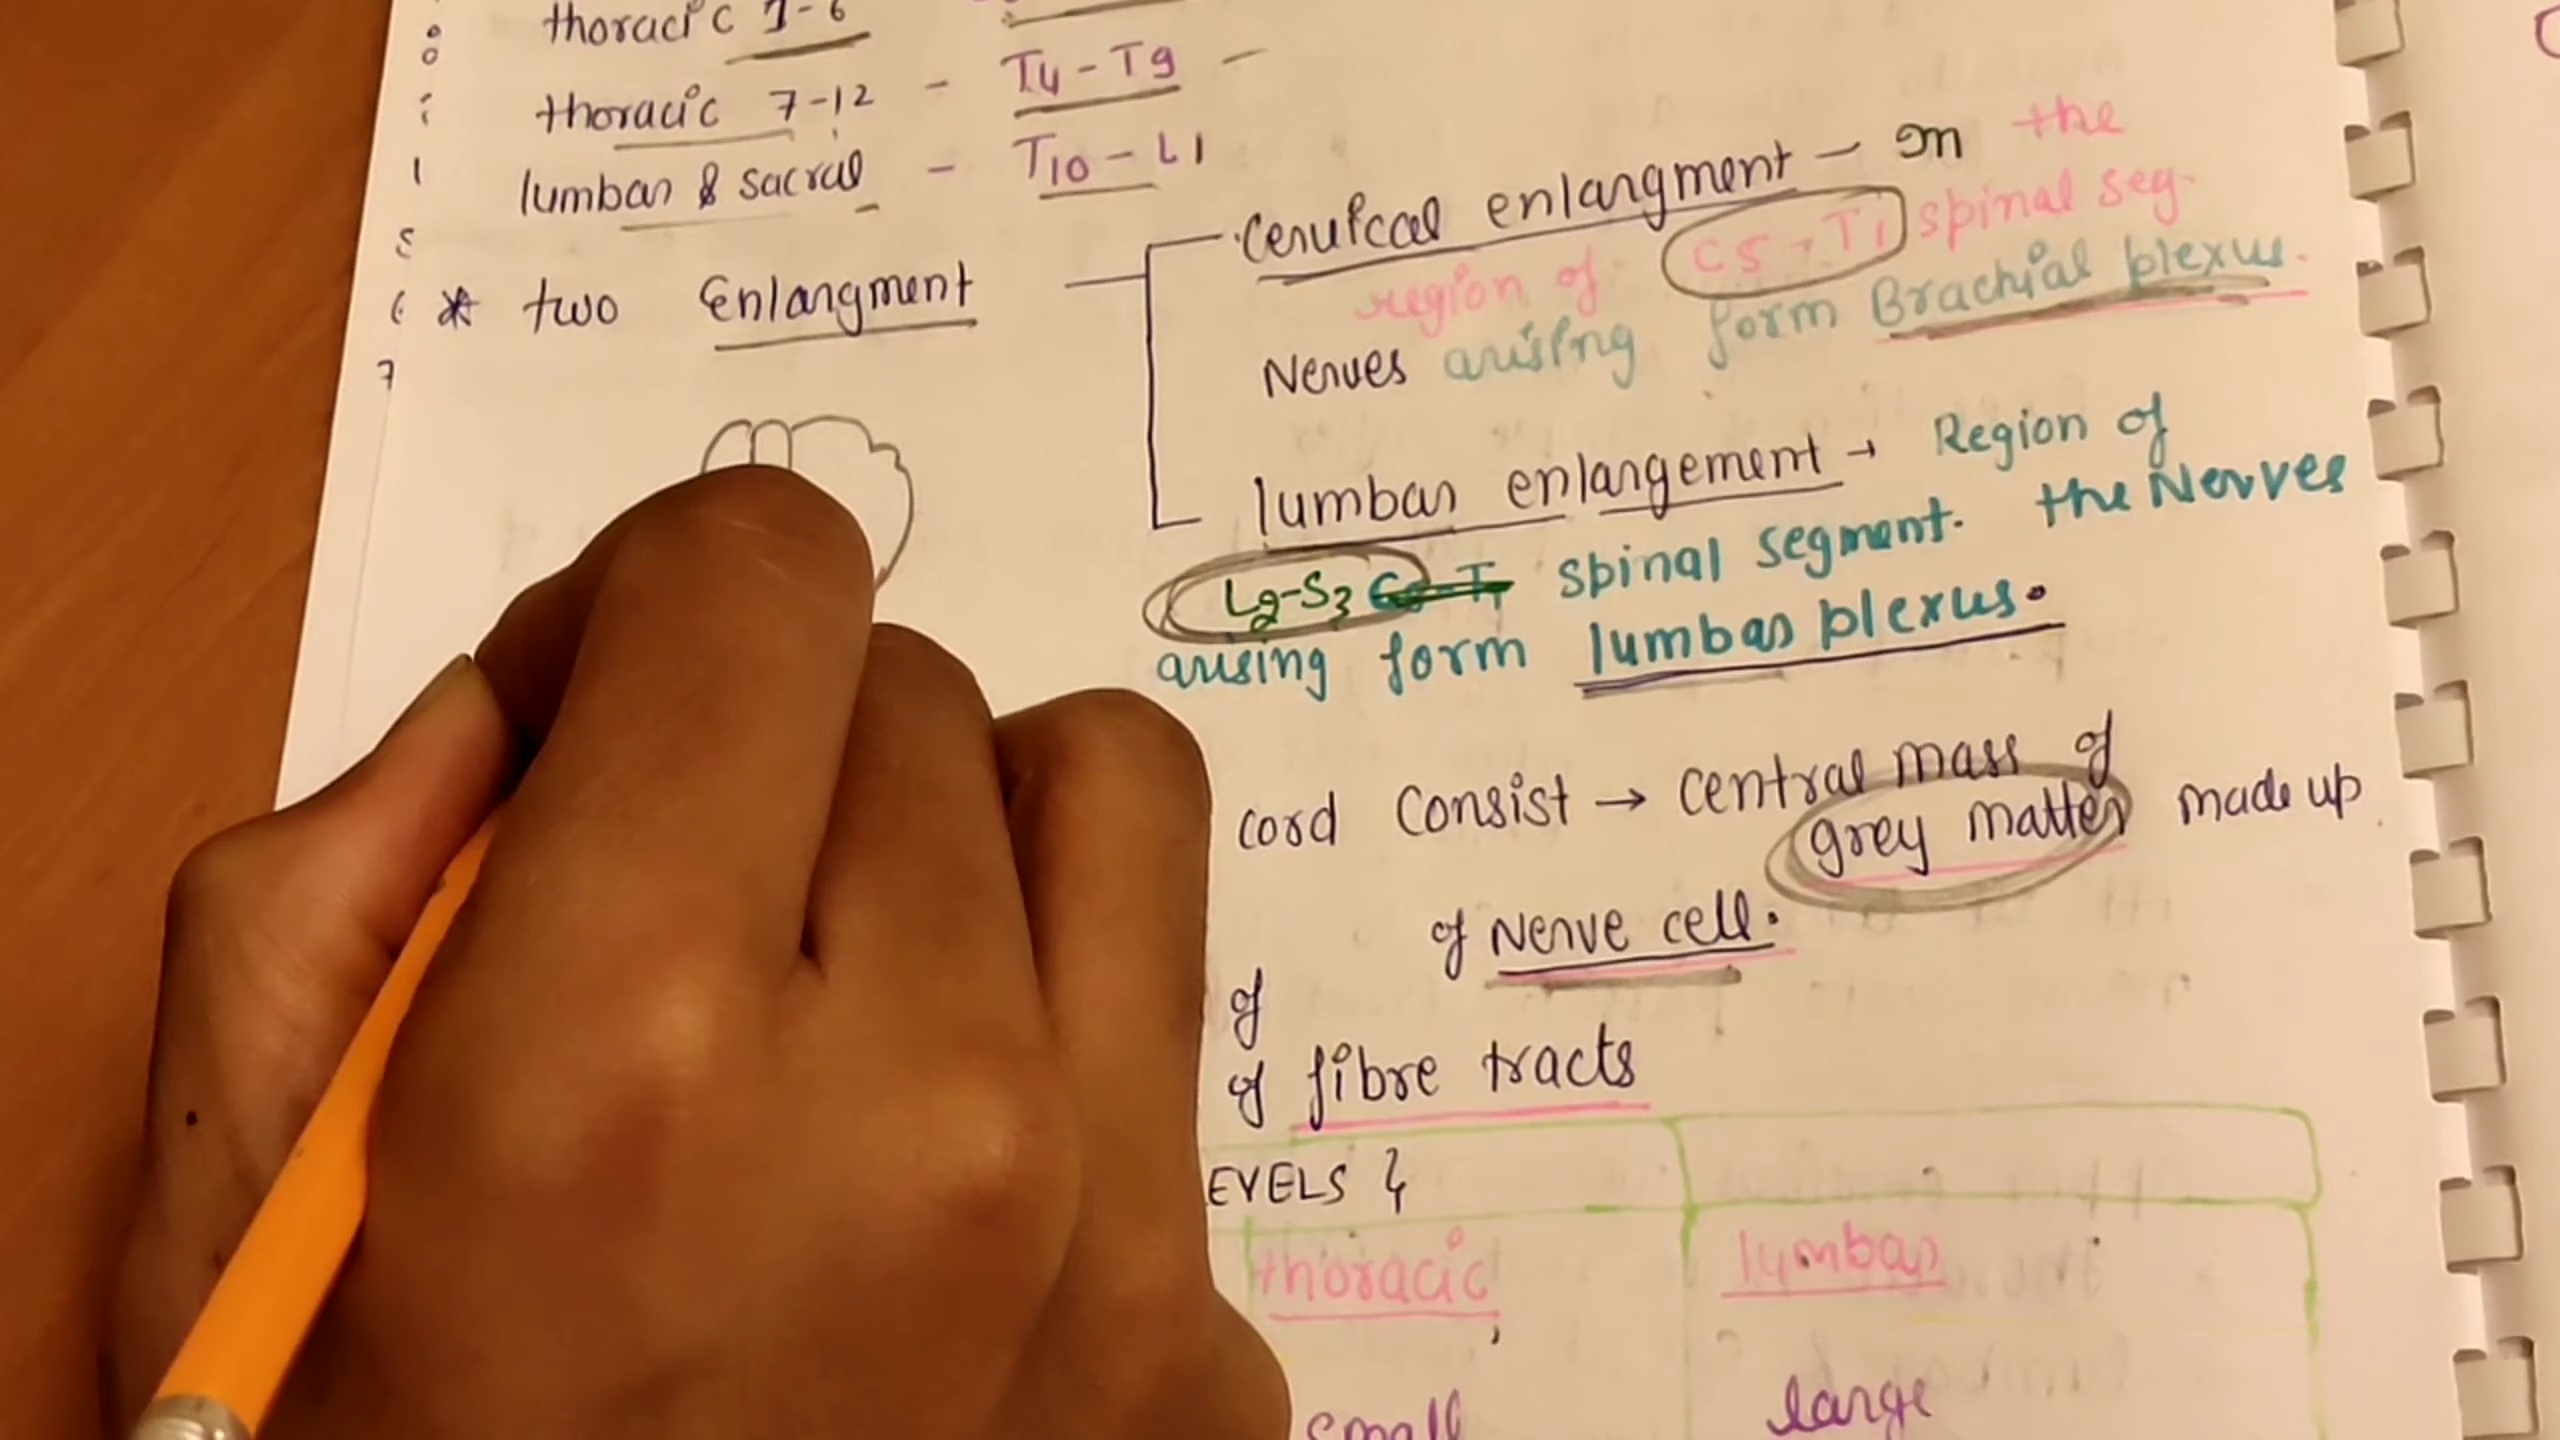 thoracic 1-6
thoracic 7-12 - T4-T9 -
lumbar & sacral - T10-L1
* two Enlargment
Cervical enlargment - In the
region of C5-T1 spinal seg.
Nerves arising form Brachial plexus.
lumbar enlargement → Region of
L2-S3 spinal segment. the Nerves
arising form lumbar plexus.
cord consist → central mass of
grey matter made up
of Nerve cell.
of
of fibre tracts
EVELS &
thoracic lumbar
small large
6
7